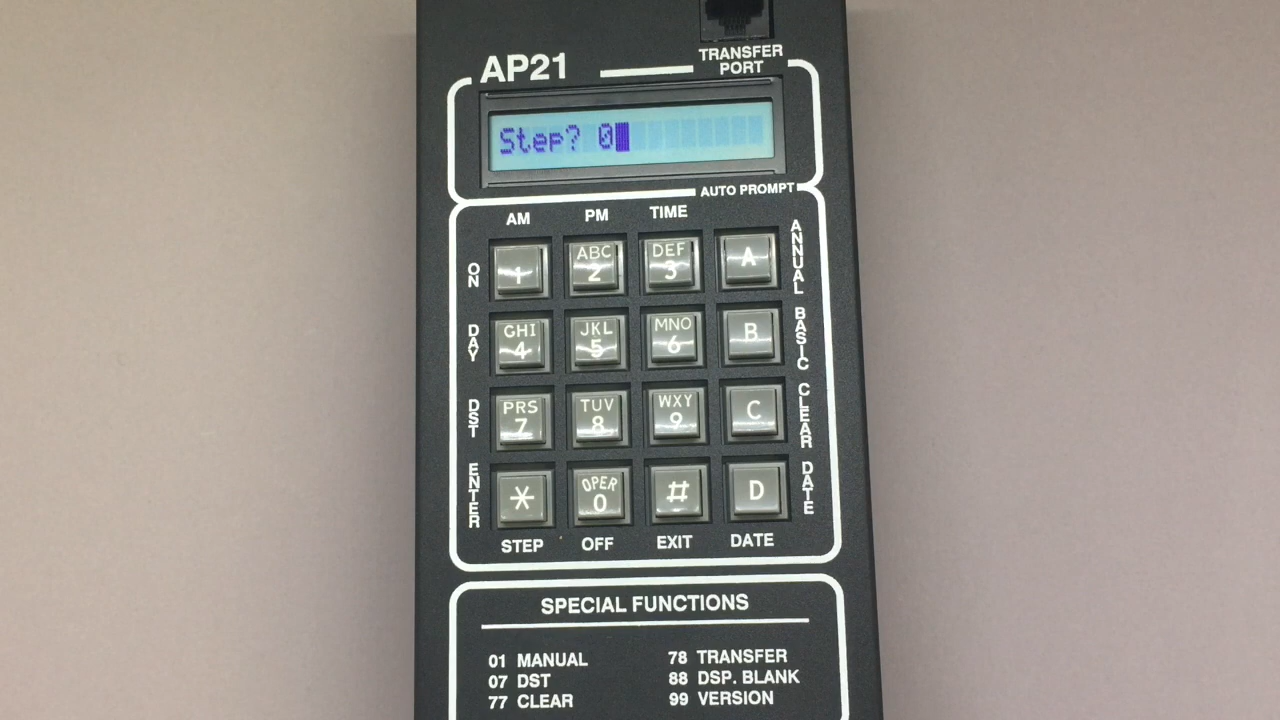 TRANSFER
PORT
AP21
Step? 0
AUTO PROMPT
AM PM TIME
ON
1
ABC
2
DEF
3
A
ANNUAL
DAY
GHI
4
JKL
5
MNO
6
B
BASIC
DST
PRS
7
TUV
8
WXY
9
C
CLEAR
ENTER
*
OPER
0
#
D
DATE
STEP OFF EXIT DATE
SPECIAL FUNCTIONS
01 MANUAL 78 TRANSFER
07 DST 88 DSP. BLANK
77 CLEAR 99 VERSION